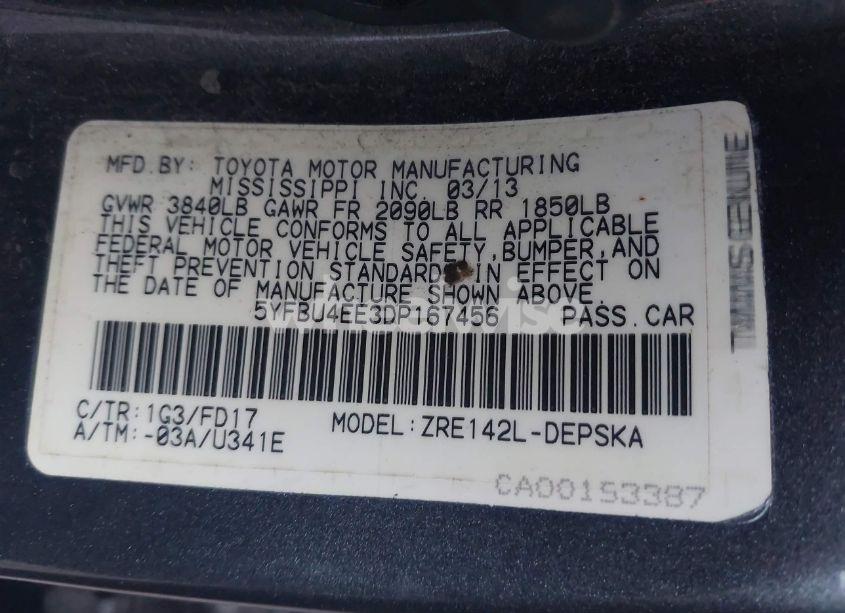 MFD.BY: TOYOTA MOTOR MANUFACTURING
MISSISSIPPI INC. 03/13
GVWR 3840LB GAWR FR 2090LB RR 1850LB
THIS VEHICLE CONFORMS TO ALL APPLICABLE
FEDERAL MOTOR VEHICLE SAFETY,BUMPER,AND
THEFT PREVENTION STANDARDS IN EFFECT ON
THE DATE OF MANUFACTURE SHOWN ABOVE.
5YFBU4EE3DP167456 PASS.CAR
C/TR:1G3/FD17
A/TM:-03A/U341E
MODEL:ZRE142L-DEPSKA
CA00153387